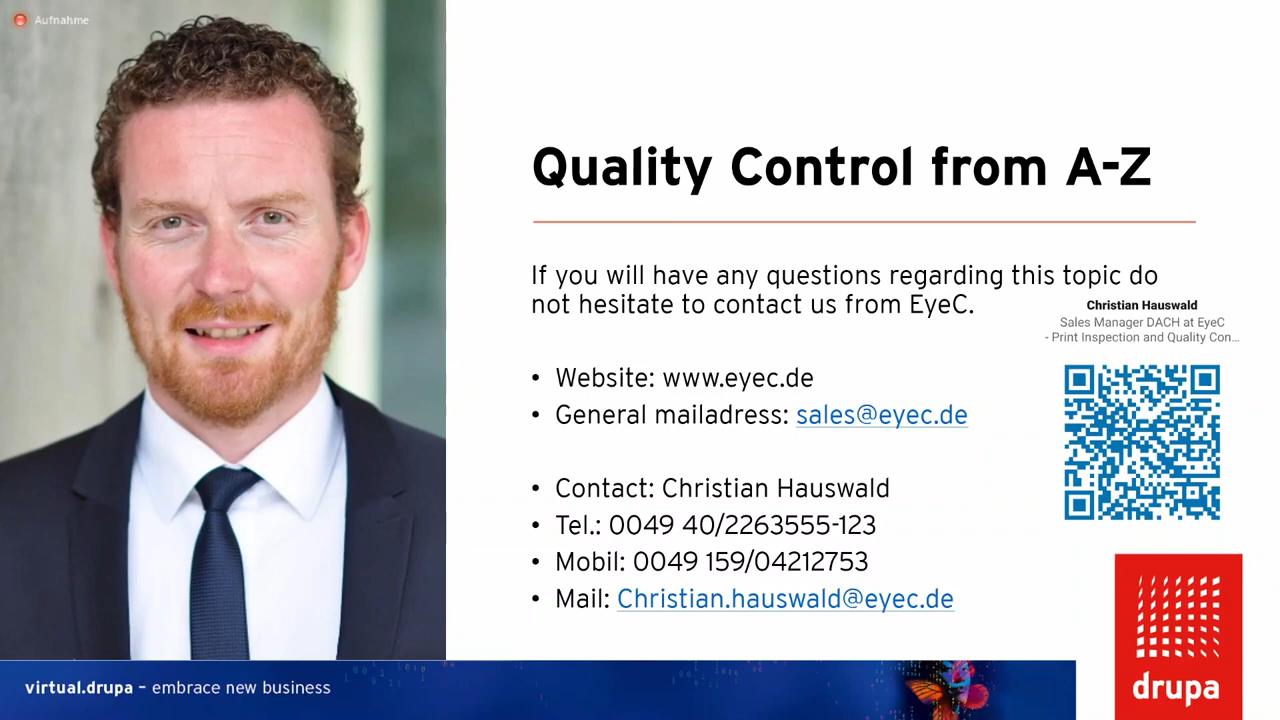 Aufnahme
Quality Control from A-Z
If you will have any questions regarding this topic do
not hesitate to contact us from EyeC.
Christian Hauswald
Sales Manager DACH at EyeC
- Print Inspection and Quality Con...
• Website: www.eyec.de
• General mailadress: sales@eyec.de
• Contact: Christian Hauswald
• Tel.: 0049 40/2263555-123
• Mobil: 0049 159/04212753
• Mail: Christian.hauswald@eyec.de
virtual.drupa – embrace new business
drupa